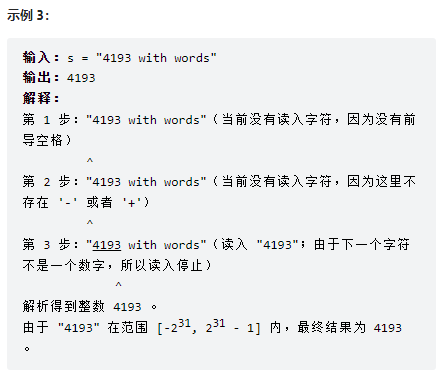 示例 3：
输入：s = "4193 with words"
输出：4193
解释：
第 1 步："4193 with words"（当前没有读入字符，因为没有前
导空格）
^
第 2 步："4193 with words"（当前没有读入字符，因为这里不
存在 '-' 或者 '+'）
^
第 3 步："4193 with words"（读入 "4193"；由于下一个字符
不是一个数字，所以读入停止）
^
解析得到整数 4193 。
由于 "4193" 在范围 [-2³¹, 2³¹ - 1] 内，最终结果为 4193
。